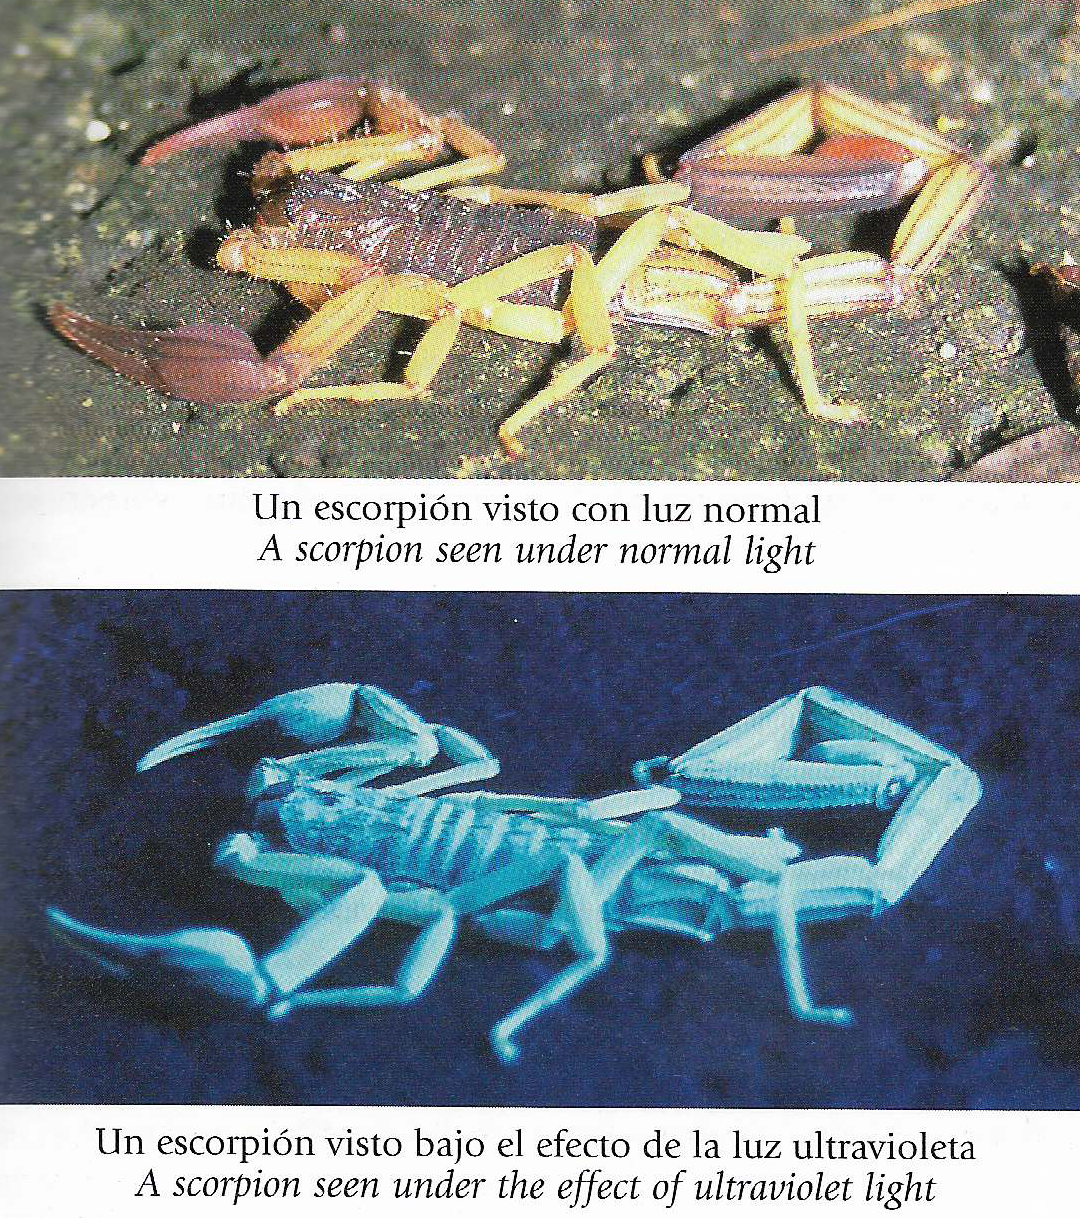 Un escorpión visto con luz normal
A scorpion seen under normal light
Un escorpión visto bajo el efecto de la luz ultravioleta
A scorpion seen under the effect of ultraviolet light